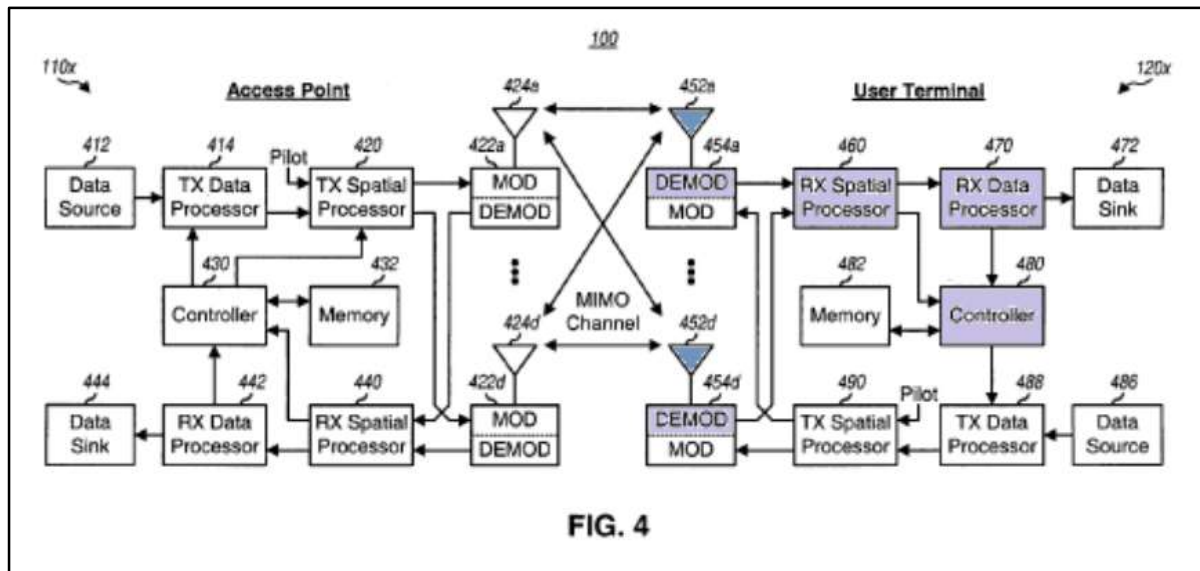 100
110x
120x
Access Point
424a
452a
User Terminal
412
414
Pilot
420
422a
454a
460
470
472
Data
Source
TX Data
Processor
TX Spatial
Processor
MOD
DEMOD
DEMOD
MOD
RX Spatial
Processor
RX Data
Processor
Data
Sink
430
432
482
480
Controller
Memory
MIMO
Channel
Memory
Controller
424d
452d
444
442
440
422d
454d
490
Pilot
488
486
Data
Sink
RX Data
Processor
RX Spatial
Processor
MOD
DEMOD
DEMOD
MOD
TX Spatial
Processor
TX Data
Processor
Data
Source
FIG. 4